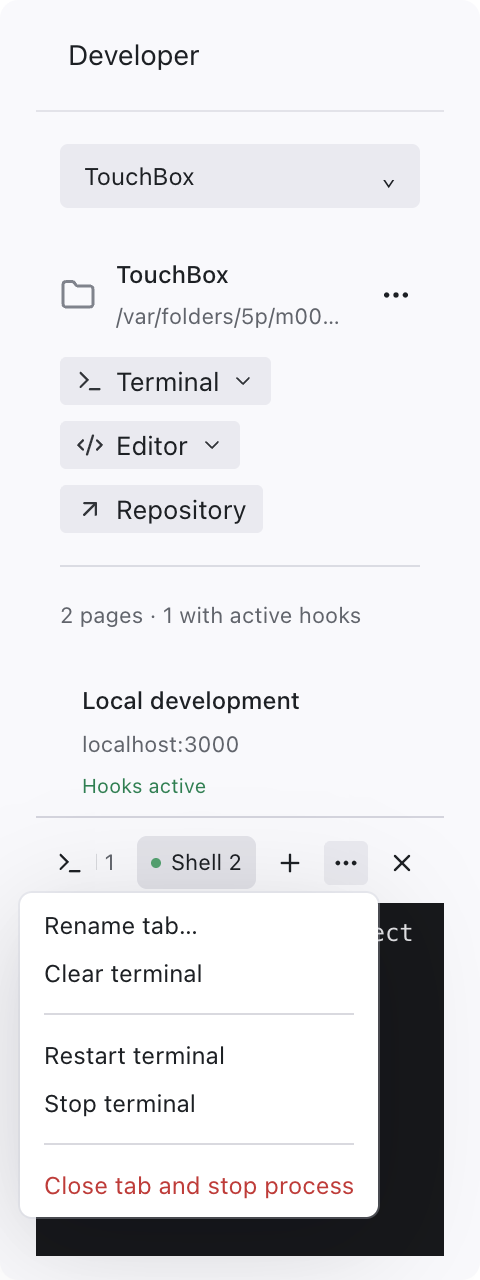 Developer
TouchBox
TouchBox
/var/folders/5p/m00...
Terminal
Editor
Repository
2 pages · 1 with active hooks
Local development
localhost:3000
Hooks active
1 Shell 2
Rename tab...
ect
Clear terminal
Restart terminal
Stop terminal
Close tab and stop process